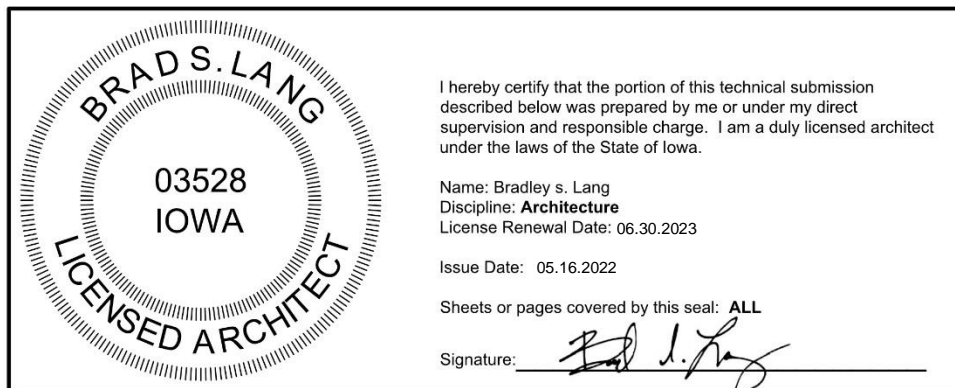 BRAD S. LANG
03528
IOWA
LICENSED ARCHITECT
I hereby certify that the portion of this technical submission
described below was prepared by me or under my direct
supervision and responsible charge. I am a duly licensed architect
under the laws of the State of Iowa.
Name: Bradley s. Lang
Discipline: Architecture
License Renewal Date: 06.30.2023
Issue Date: 05.16.2022
Sheets or pages covered by this seal: ALL
Signature: Brad S. Lang